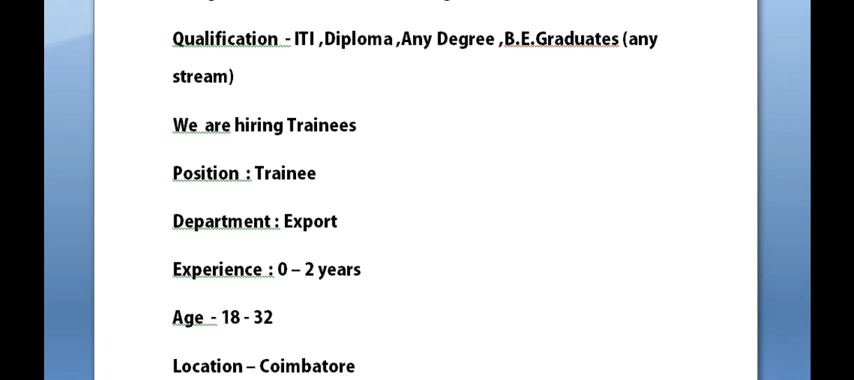 Qualification - ITI ,Diploma ,Any Degree ,B.E.Graduates (any
stream)
We are hiring Trainees
Position : Trainee
Department : Export
Experience : 0 – 2 years
Age - 18 - 32
Location – Coimbatore